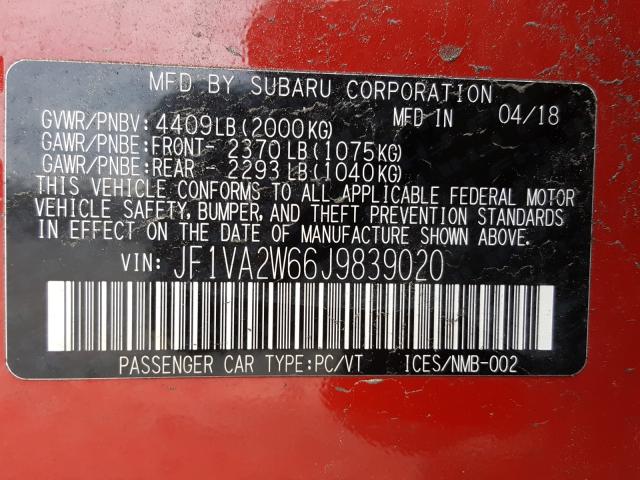 MFD BY SUBARU CORPORATION
GVWR/PNBV: 4409LB(2000KG) MFD IN 04/18
GAWR/PNBE:FRONT- 2370LB(1075KG)
GAWR/PNBE:REAR - 2293LB(1040KG)
THIS VEHICLE CONFORMS TO ALL APPLICABLE FEDERAL MOTOR
VEHICLE SAFETY, BUMPER, AND THEFT PREVENTION STANDARDS
IN EFFECT ON THE DATE OF MANUFACTURE SHOWN ABOVE.
VIN: JF1VA2W66J9839020
PASSENGER CAR TYPE:PC/VT ICES/NMB-002